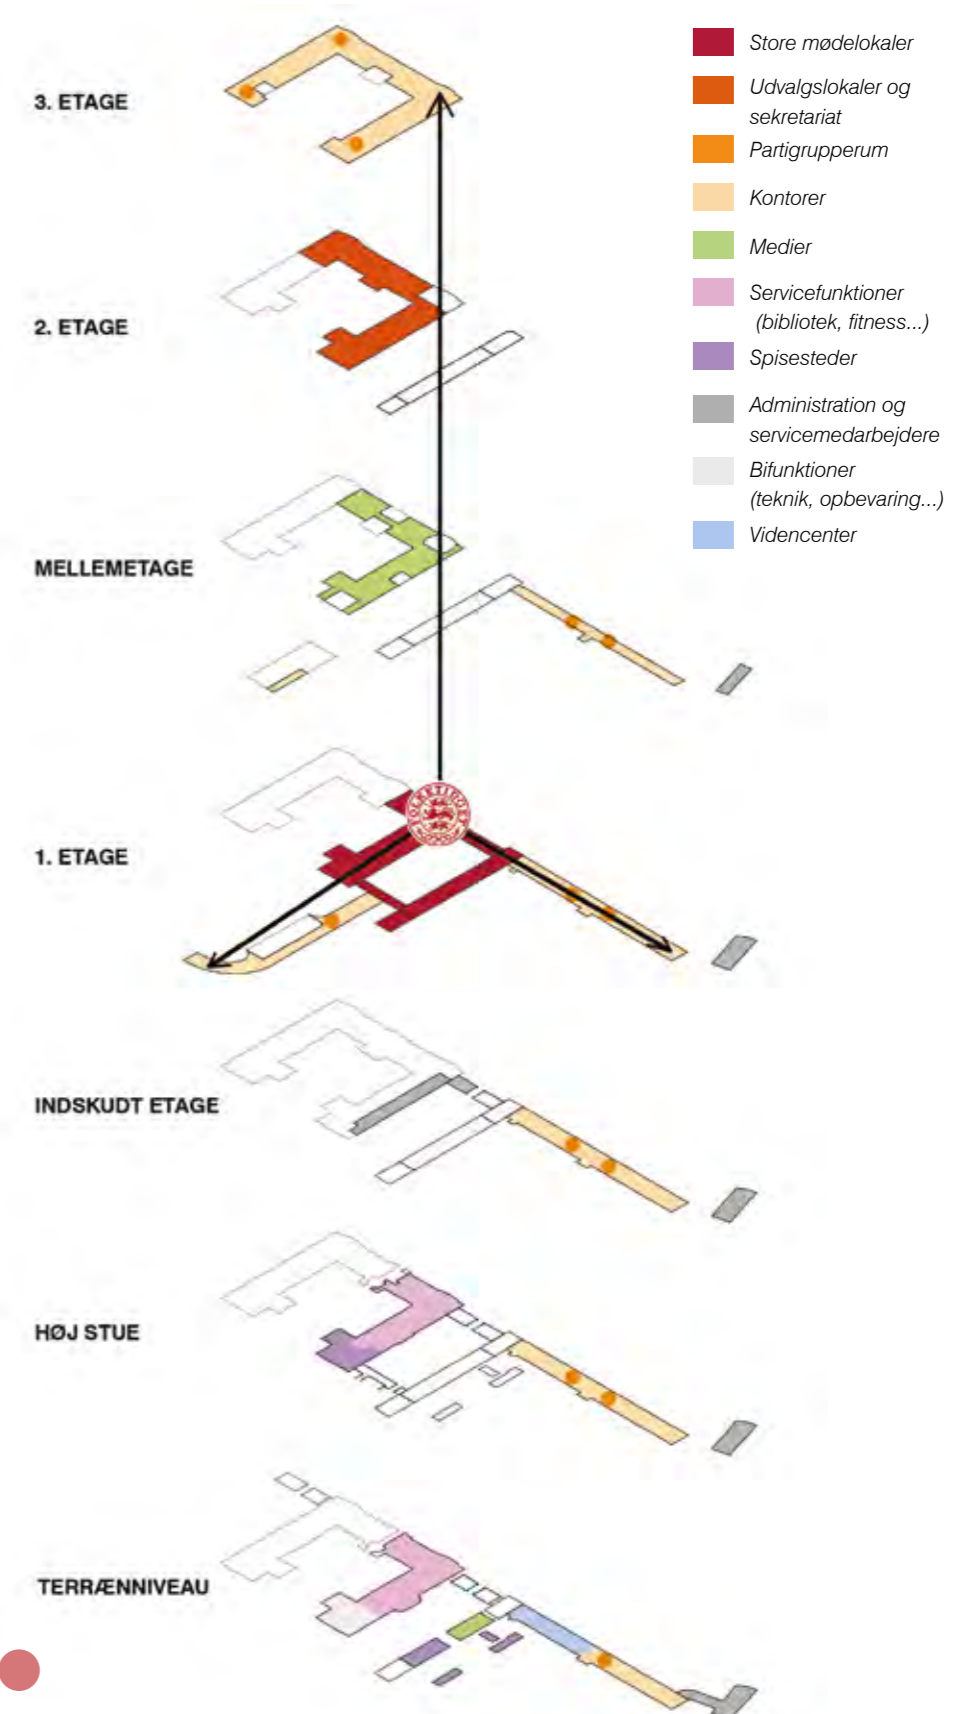 3. ETAGE
2. ETAGE
MELLEMETAGE
1. ETAGE
INDSKUDT ETAGE
HØJ STUE
TERRÆNNIVEAU
Store mødelokaler
Udvalgslokaler og
sekretariat
Partigrupperum
Kontorer
Medier
Servicefunktioner
(bibliotek, fitness...)
Spisesteder
Administration og
servicemedarbejdere
Bifunktioner
(teknik, opbevaring...)
Videncenter
FOLKETINGET